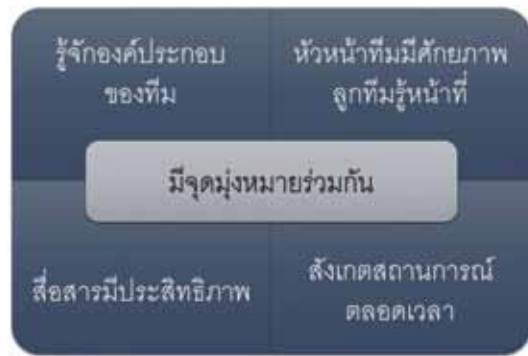 รู้จักองค์ประกอบ
ของทีม
หัวหน้าทีมมีศักยภาพ
ลูกทีมรู้หน้าที่
มีจุดมุ่งหมายร่วมกัน
สื่อสารมีประสิทธิภาพ
สังเกตสถานการณ์
ตลอดเวลา